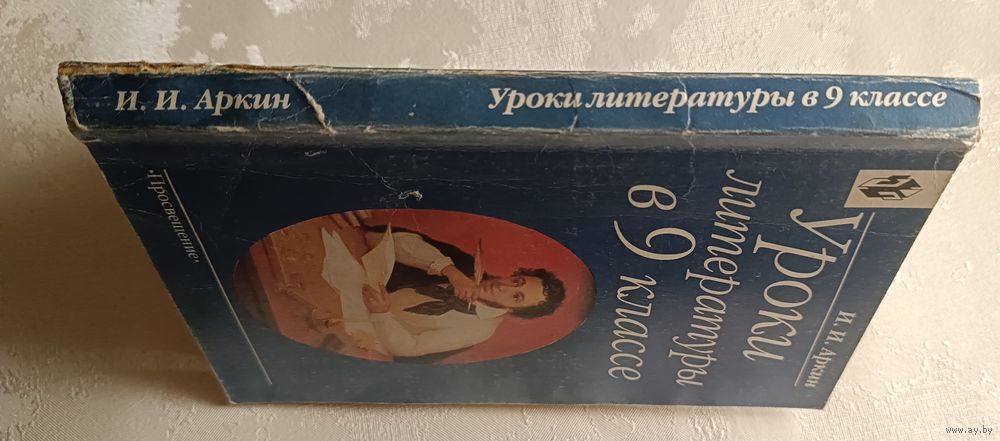 И. И. Аркин
Уроки литературы в 9 классе
И. И. Аркин
Уроки
литературы
в 9 классе
·Просвещение·
www.ay.by